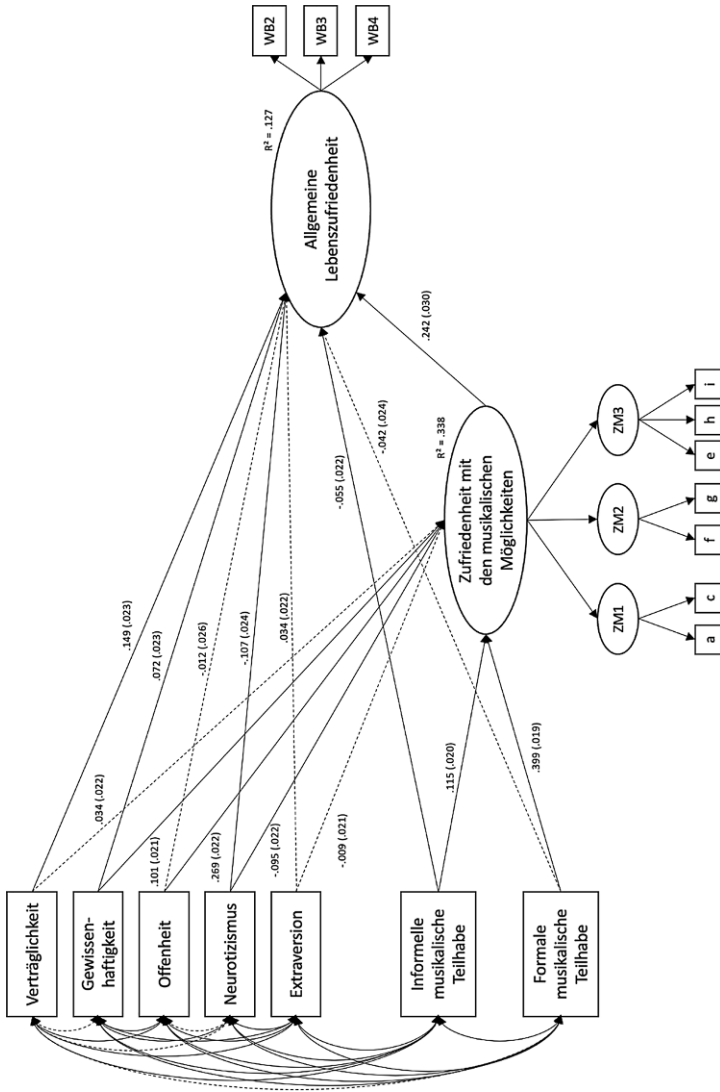 Verträglichkeit
Gewissen-
haftigkeit
Offenheit
Neurotizismus
Extraversion
Informelle
musikalische
Teilhabe
Formale
musikalische
Teilhabe
.149 (.023)
.072 (.023)
-.012 (.026)
-.107 (.024)
.034 (.022)
.034 (.022)
.101 (.021)
.269 (.022)
-.095 (.022)
-.009 (.021)
-.055 (.022)
-.042 (.024)
.115 (.020)
.399 (.019)
.242 (.030)
R² = .127
Allgemeine
Lebenszufriedenheit
WB2
WB3
WB4
R² = .338
Zufriedenheit mit
den musikalischen
Möglichkeiten
ZM1
ZM2
ZM3
a
c
f
g
e
h
i